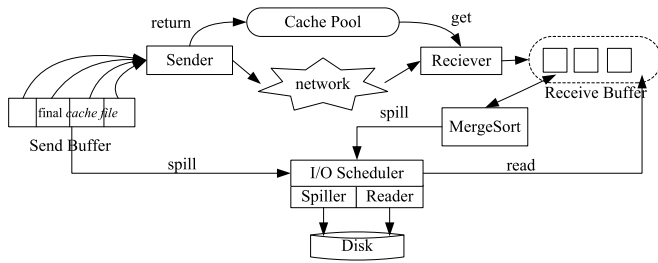 return
Cache Pool
get
Sender
network
Reciever
final cache file
Send Buffer
Receive Buffer
spill
MergeSort
spill
I/O Scheduler
read
Spiller
Reader
Disk